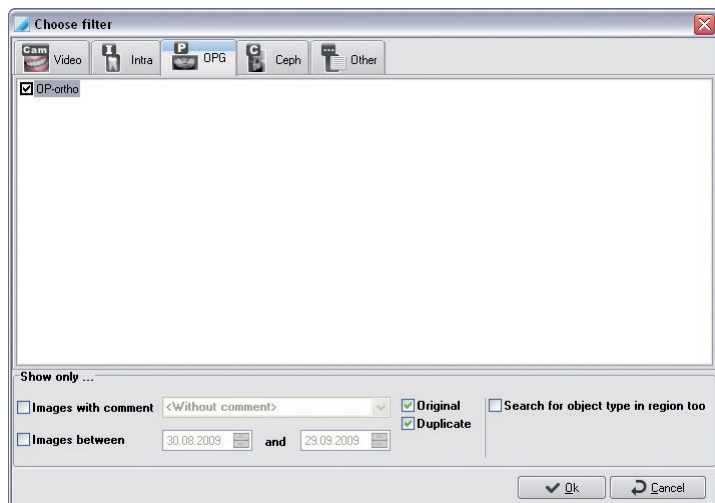 Choose filter
Cam Video I Intra P OPG C Ceph Other
OP-ortho
Show only ...
Images with comment <Without comment> Original Search for object type in region too
Duplicate
Images between 30.08.2009 and 29.09.2009
Ok Cancel